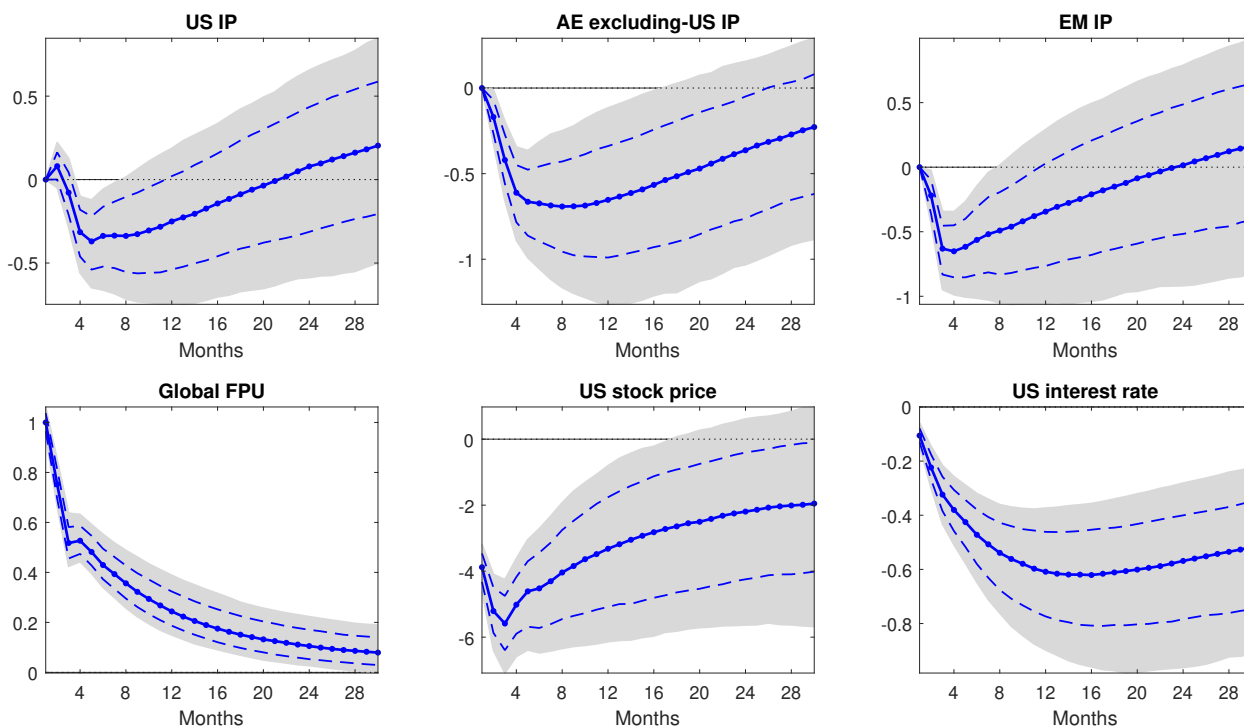 US IP
0.5
0
-0.5
4 8 12 16 20 24 28
Months
AE excluding-US IP
0
-0.5
-1
4 8 12 16 20 24 28
Months
EM IP
0.5
0
-0.5
-1
4 8 12 16 20 24 28
Months
Global FPU
1
0.8
0.6
0.4
0.2
0
4 8 12 16 20 24 28
Months
US stock price
0
-2
-4
-6
4 8 12 16 20 24 28
Months
US interest rate
0
-0.2
-0.4
-0.6
-0.8
4 8 12 16 20 24 28
Months